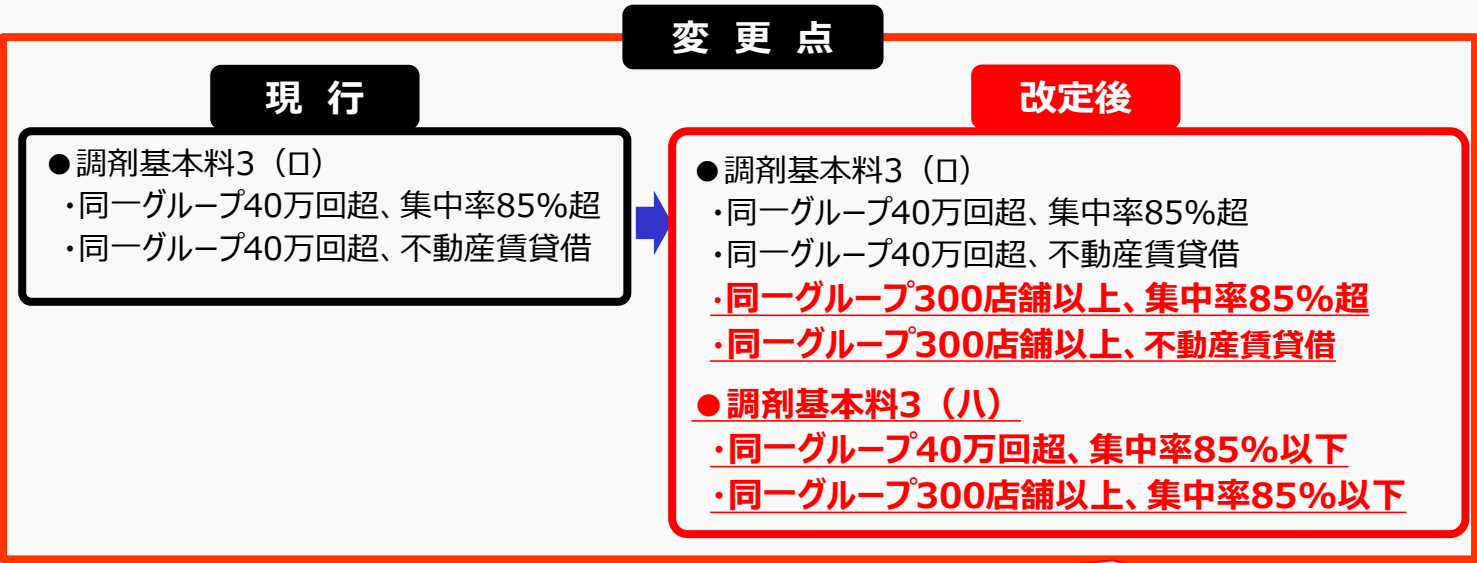 変 更 点
現 行
●調剤基本料3（ロ）
・同一グループ40万回超、集中率85%超
・同一グループ40万回超、不動産賃貸借
改定後
●調剤基本料3（ロ）
・同一グループ40万回超、集中率85%超
・同一グループ40万回超、不動産賃貸借
・同一グループ300店舗以上、集中率85%超
・同一グループ300店舗以上、不動産賃貸借
●調剤基本料3（ハ）
・同一グループ40万回超、集中率85%以下
・同一グループ300店舗以上、集中率85%以下